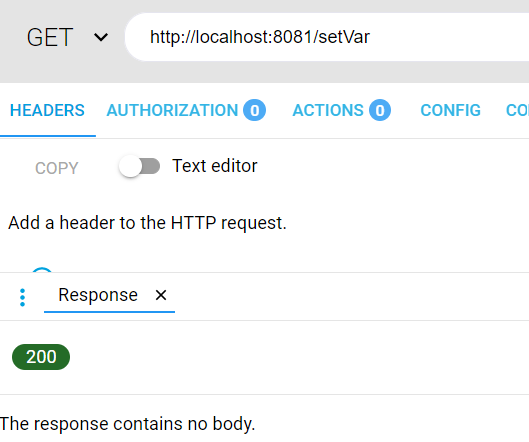 GET http://localhost:8081/setVar
HEADERS AUTHORIZATION 0 ACTIONS 0 CONFIG CO
COPY Text editor
Add a header to the HTTP request.
Response ×
200
The response contains no body.